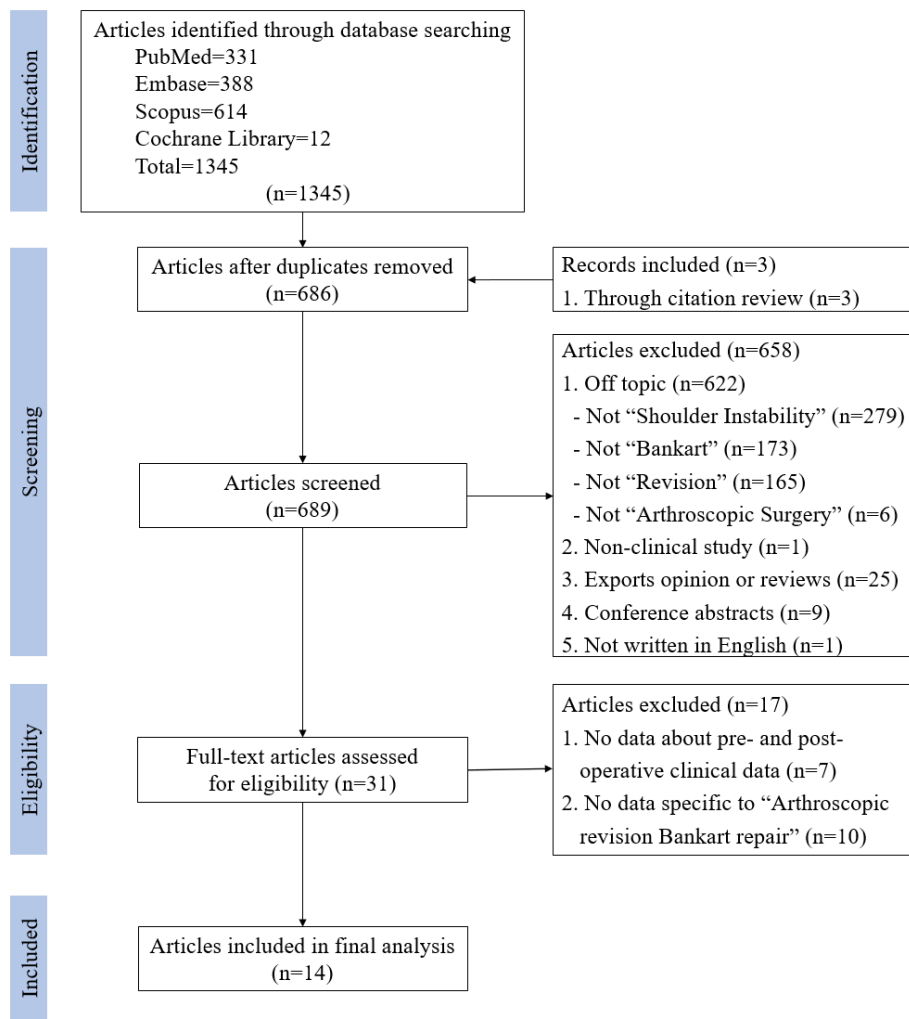 Identification
Articles identified through database searching
PubMed=331
Embase=388
Scopus=614
Cochrane Library=12
Total=1345
(n=1345)
Screening
Articles after duplicates removed
(n=686)
Records included (n=3)
1. Through citation review (n=3)
Articles screened
(n=689)
Articles excluded (n=658)
1. Off topic (n=622)
- Not “Shoulder Instability” (n=279)
- Not “Bankart” (n=173)
- Not “Revision” (n=165)
- Not “Arthroscopic Surgery” (n=6)
2. Non-clinical study (n=1)
3. Exports opinion or reviews (n=25)
4. Conference abstracts (n=9)
5. Not written in English (n=1)
Eligibility
Full-text articles assessed
for eligibility (n=31)
Articles excluded (n=17)
1. No data about pre- and post-
operative clinical data (n=7)
2. No data specific to “Arthroscopic
revision Bankart repair” (n=10)
Included
Articles included in final analysis
(n=14)